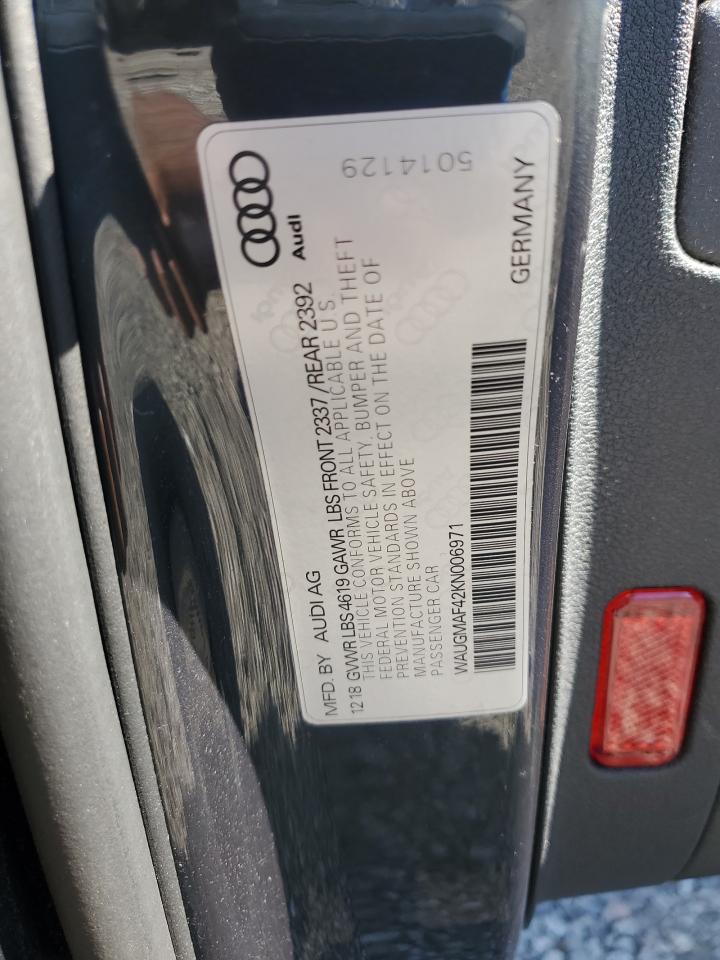 Audi
5014129
MFD. BY AUDI AG
12 18 GVWR LBS 4619 GAWR LBS FRONT 2337 / REAR 2392
THIS VEHICLE CONFORMS TO ALL APPLICABLE U S.
FEDERAL MOTOR VEHICLE SAFETY. BUMPER AND THEFT
PREVENTION STANDARDS IN EFFECT ON THE DATE OF
MANUFACTURE SHOWN ABOVE
PASSENGER CAR
WAUGMAF42KN006971
GERMANY